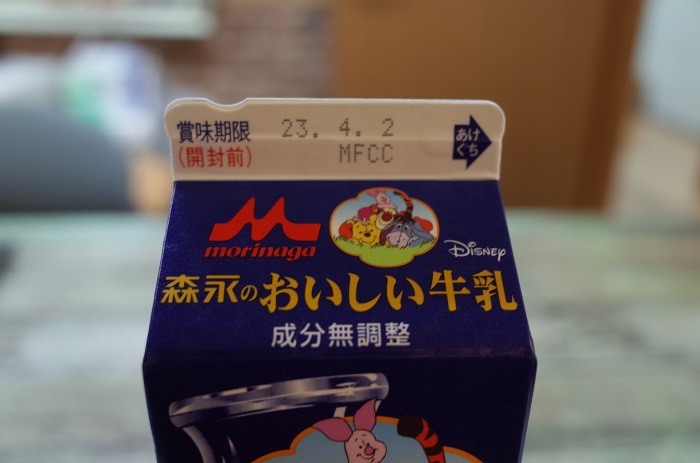 賞味期限 23. 4. 2
(開封前) MFCC
あけ
ぐち
morinaga
Disney
森永のおいしい牛乳
成分無調整